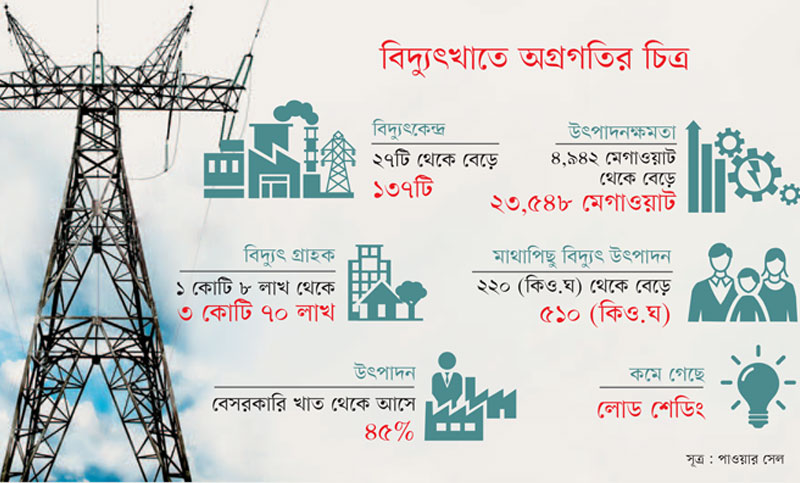 বিদ্যুৎখাতে অগ্রগতির চিত্র
বিদ্যুৎকেন্দ্র
২৭টি থেকে বেড়ে
১৩৭টি
উৎপাদনক্ষমতা
৪,৯৪২ মেগাওয়াট
থেকে বেড়ে
২৩,৫৪৮ মেগাওয়াট
বিদ্যুৎ গ্রাহক
১ কোটি ৮ লাখ থেকে
৩ কোটি ৭০ লাখ
মাথাপিছু বিদ্যুৎ উৎপাদন
২২০ (কিও.ঘ) থেকে বেড়ে
৫১০ (কিও.ঘ)
উৎপাদন
বেসরকারি খাত থেকে আসে
৪৫%
কমে গেছে
লোড শেডিং
সূত্র : পাওয়ার সেল